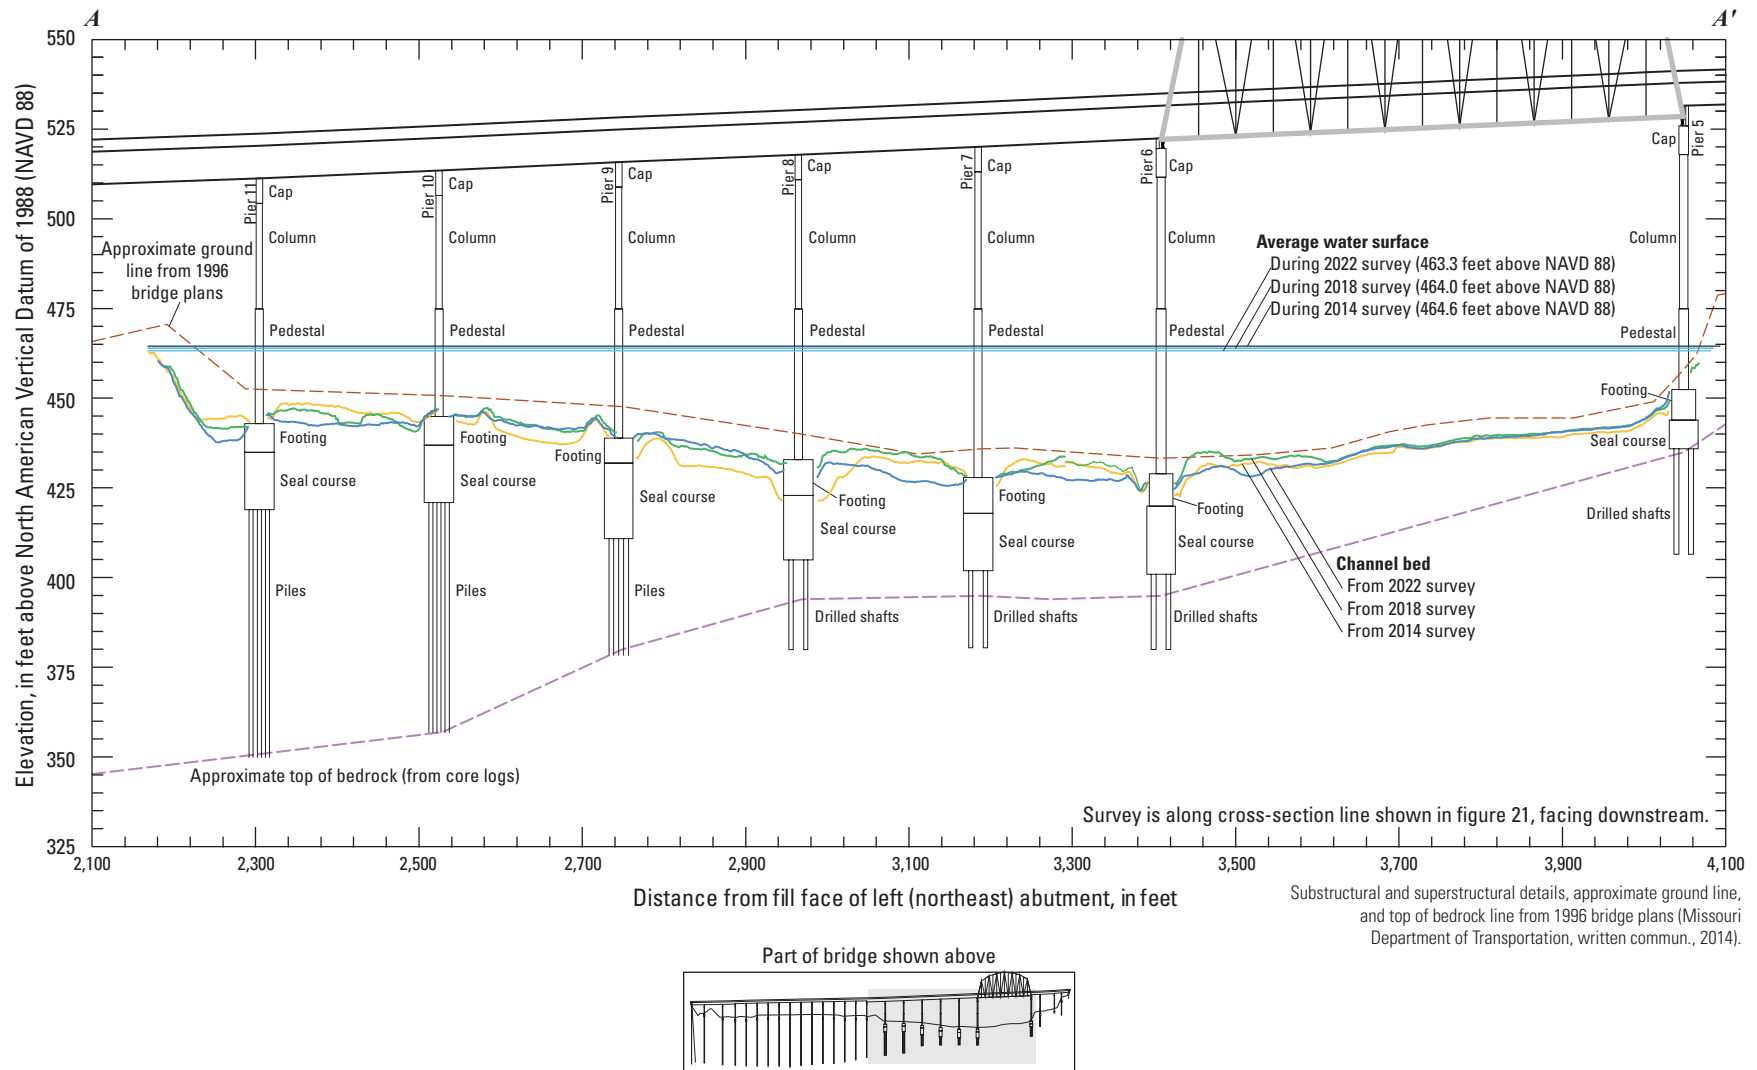 A
A'
Elevation, in feet above North American Vertical Datum of 1988 (NAVD 88)
550
525
500
475
450
425
400
375
350
325
Pier 11
Cap
Pier 10
Cap
Pier 9
Cap
Pier 8
Cap
Pier 7
Cap
Pier 6
Cap
Cap
Pier 5
Column
Column
Column
Column
Column
Column
Column
Approximate ground
line from 1996
bridge plans
Average water surface
During 2022 survey (463.3 feet above NAVD 88)
During 2018 survey (464.0 feet above NAVD 88)
During 2014 survey (464.6 feet above NAVD 88)
Pedestal
Pedestal
Pedestal
Pedestal
Pedestal
Pedestal
Pedestal
Footing
Footing
Footing
Footing
Footing
Footing
Footing
Seal course
Seal course
Seal course
Seal course
Seal course
Seal course
Seal course
Piles
Piles
Piles
Drilled shafts
Drilled shafts
Drilled shafts
Drilled shafts
Channel bed
From 2022 survey
From 2018 survey
From 2014 survey
Approximate top of bedrock (from core logs)
Survey is along cross-section line shown in figure 21, facing downstream.
2,100
2,300
2,500
2,700
2,900
3,100
3,300
3,500
3,700
3,900
4,100
Distance from fill face of left (northeast) abutment, in feet
Substructural and superstructural details, approximate ground line,
and top of bedrock line from 1996 bridge plans (Missouri
Department of Transportation, written commun., 2014).
Part of bridge shown above